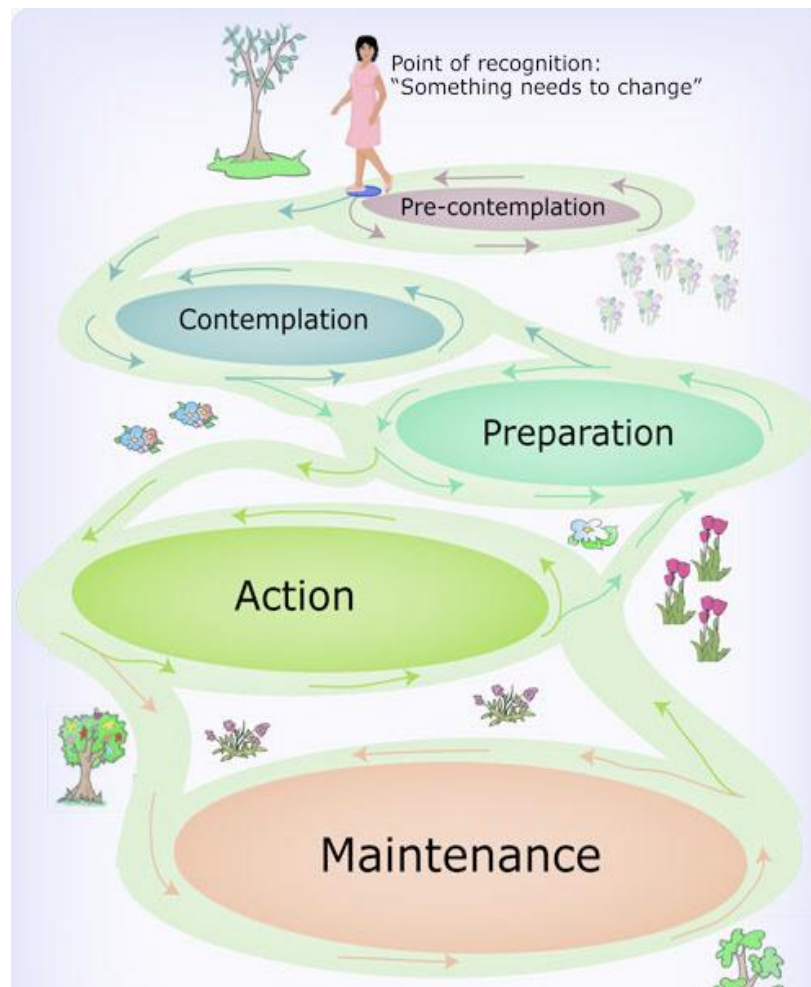 Point of recognition:
“Something needs to change”
Pre-contemplation
Contemplation
Preparation
Action
Maintenance